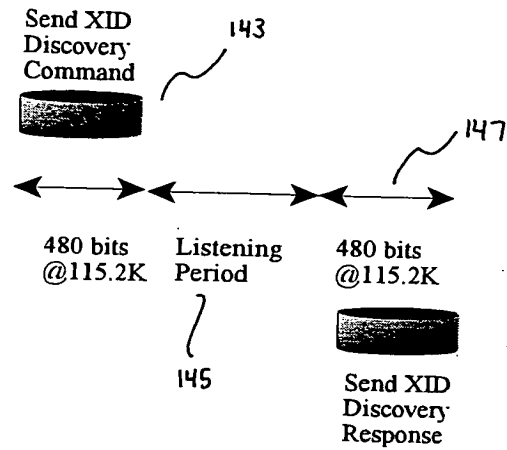 Send XID
Discovery
Command
143
147
480 bits
@115.2K
Listening
Period
480 bits
@115.2K
145
Send XID
Discovery
Response